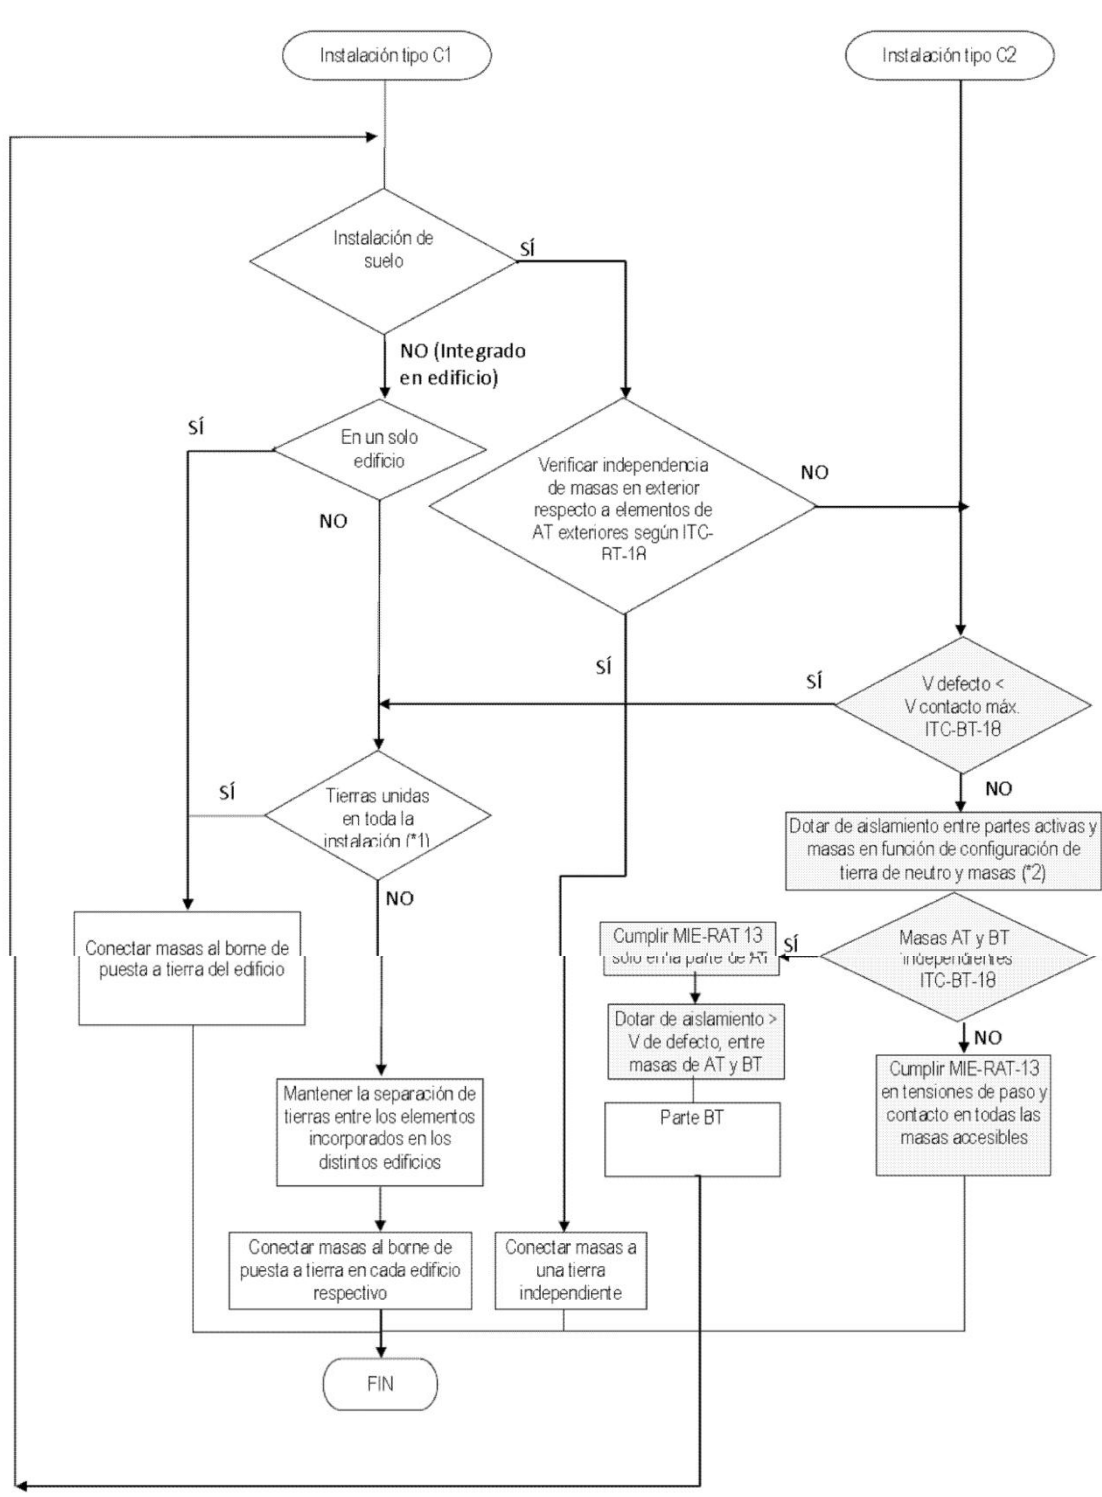 Instalación tipo C1
Instalación tipo C2
Instalación de
suelo
SÍ
NO (Integrado
en edificio)
SÍ
En un solo
edificio
NO
Verificar independencia
de masas en exterior
respecto a elementos de
AT exteriores según ITC-
BT-18
NO
SÍ
SÍ
V defecto <
V contacto máx.
ITC-BT-18
NO
SÍ
Tierras unidas
en toda la
instalación (*1)
NO
Dotar de aislamiento entre partes activas y
masas en función de configuración de
tierra de neutro y masas (*2)
Conectar masas al borne de
puesta a tierra del edificio
Cumplir MIE-RAT 13
sólo en la parte de AT
SÍ
Masas AT y BT
independientes
ITC-BT-18
NO
Dotar de aislamiento >
V de defecto, entre
masas de AT y BT
Cumplir MIE-RAT-13
en tensiones de paso y
contacto en todas las
masas accesibles
Mantener la separación de
tierras entre los elementos
incorporados en los
distintos edificios
Parte BT
Conectar masas al borne de
puesta a tierra en cada edificio
respectivo
Conectar masas a
una tierra
independiente
FIN